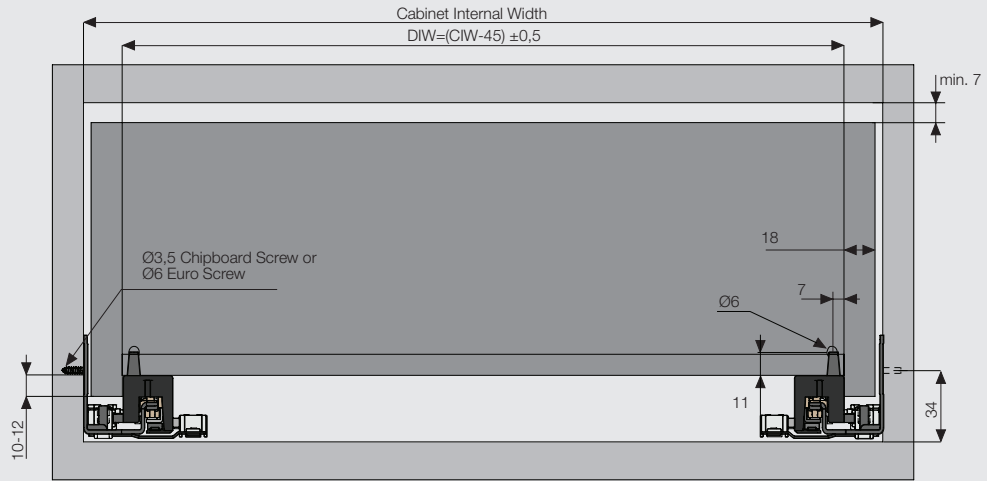 Cabinet Internal Width
DIW=(CIW-45) ±0,5
min. 7
18
Ø3,5 Chipboard Screw or
Ø6 Euro Screw
7
Ø6
11
34
10-12